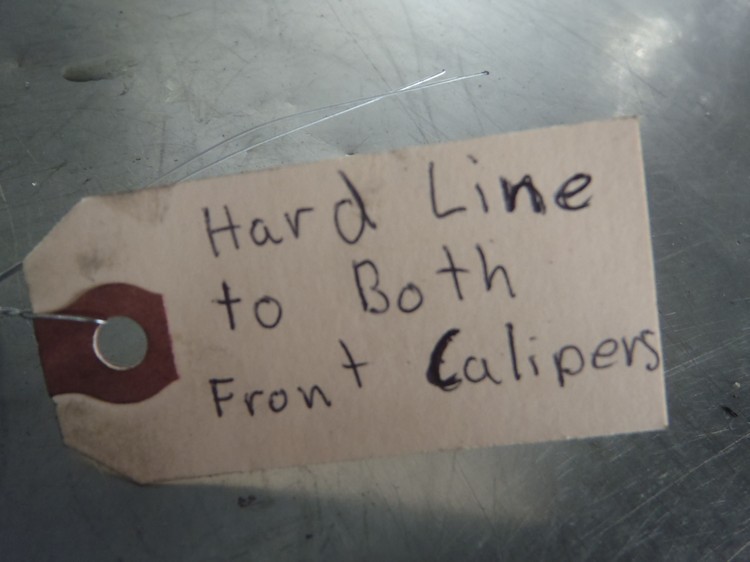 Hard Line
to Both
Front Calipers